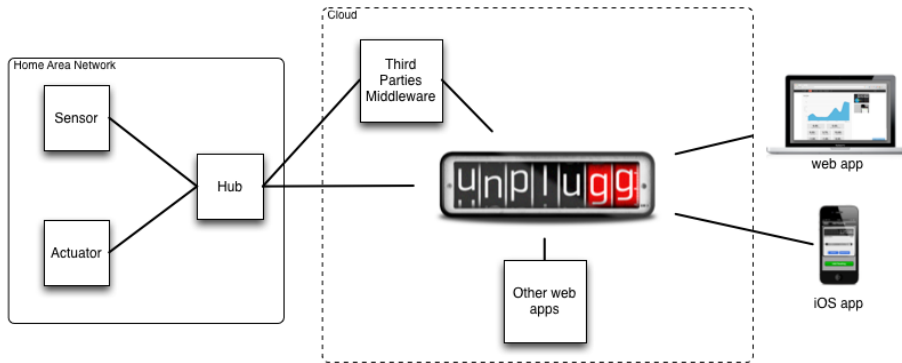 Cloud
Home Area Network
Third
Parties
Middleware
Sensor
Hub
unplugg
web app
Actuator
Other web
apps
iOS app